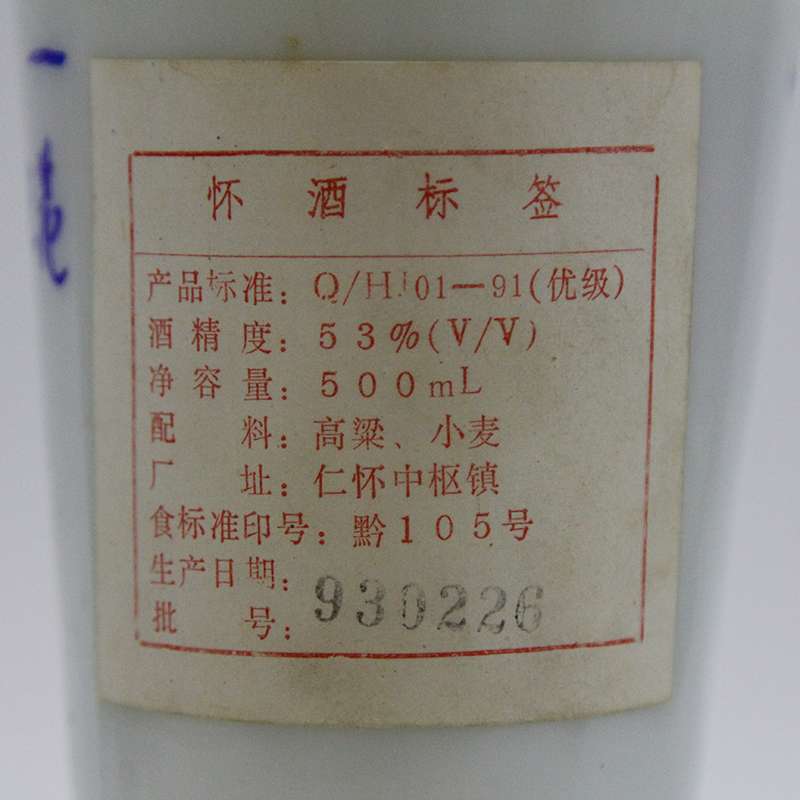 怀酒标签
产品标准：Q/HJ01—91(优级)
酒精度：53%(V/V)
净容量：500mL
配料：高粱、小麦
厂址：仁怀中枢镇
食标准印号：黔105号
生产日期：
930226
批号：